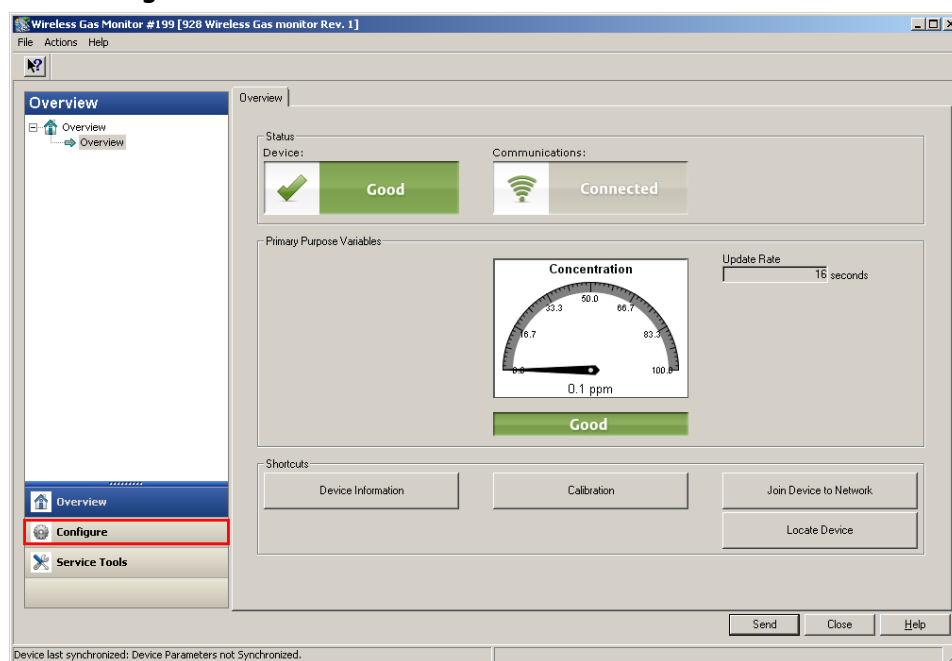 Wireless Gas Monitor #199 [928 Wireless Gas monitor Rev. 1]
File Actions Help
Overview
Overview
Overview
Overview
Status
Device:
Communications:
Good
Connected
Primary Purpose Variables
Concentration
0.0
16.7
33.3
50.0
66.7
83.3
100.0
0.1 ppm
Good
Update Rate
16 seconds
Shortcuts
Device Information
Calibration
Join Device to Network
Locate Device
Overview
Configure
Service Tools
Send
Close
Help
Device last synchronized: Device Parameters not Synchronized.